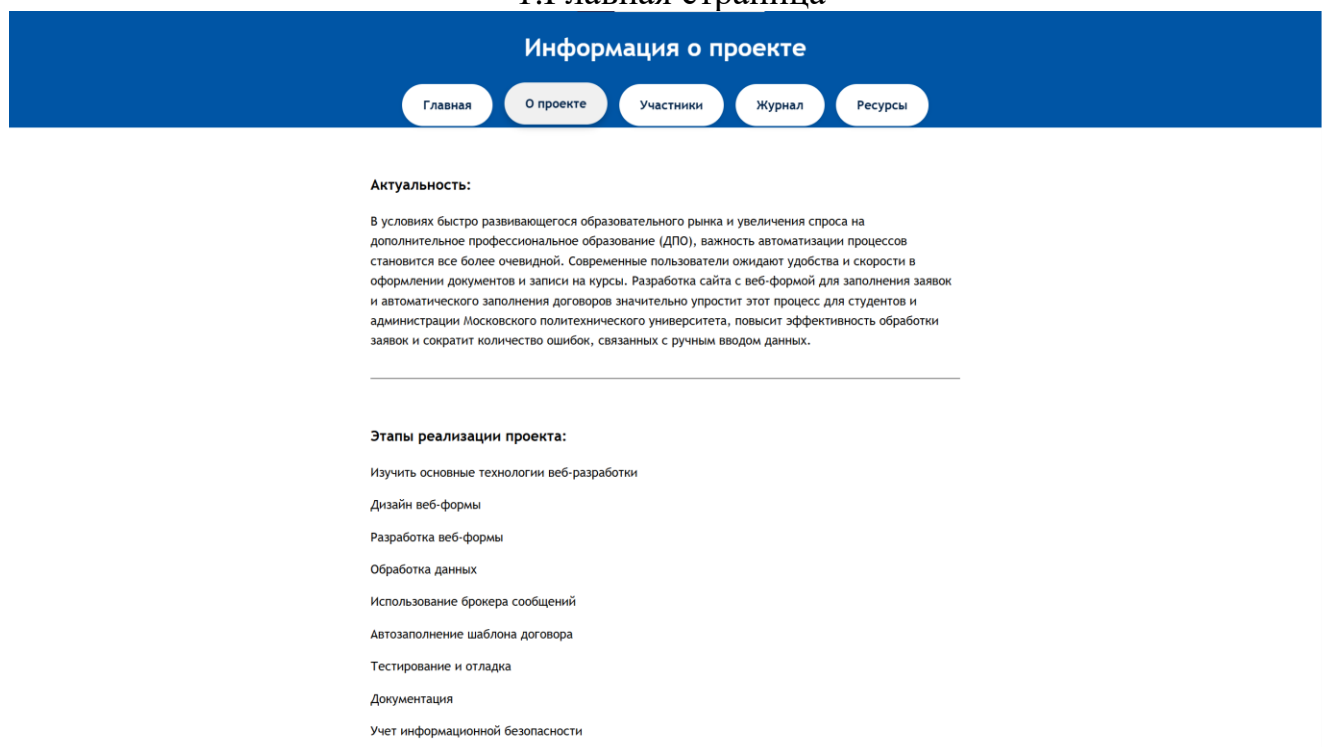 1.Главная страница
Информация о проекте
Главная
О проекте
Участники
Журнал
Ресурсы
Актуальность:
В условиях быстро развивающегося образовательного рынка и увеличения спроса на
дополнительное профессиональное образование (ДПО), важность автоматизации процессов
становится все более очевидной. Современные пользователи ожидают удобства и скорости в
оформлении документов и записи на курсы. Разработка сайта с веб-формой для заполнения заявок
и автоматического заполнения договоров значительно упростит этот процесс для студентов и
администрации Московского политехнического университета, повысит эффективность обработки
заявок и сократит количество ошибок, связанных с ручным вводом данных.
Этапы реализации проекта:
Изучить основные технологии веб-разработки
Дизайн веб-формы
Разработка веб-формы
Обработка данных
Использование брокера сообщений
Автозаполнение шаблона договора
Тестирование и отладка
Документация
Учет информационной безопасности